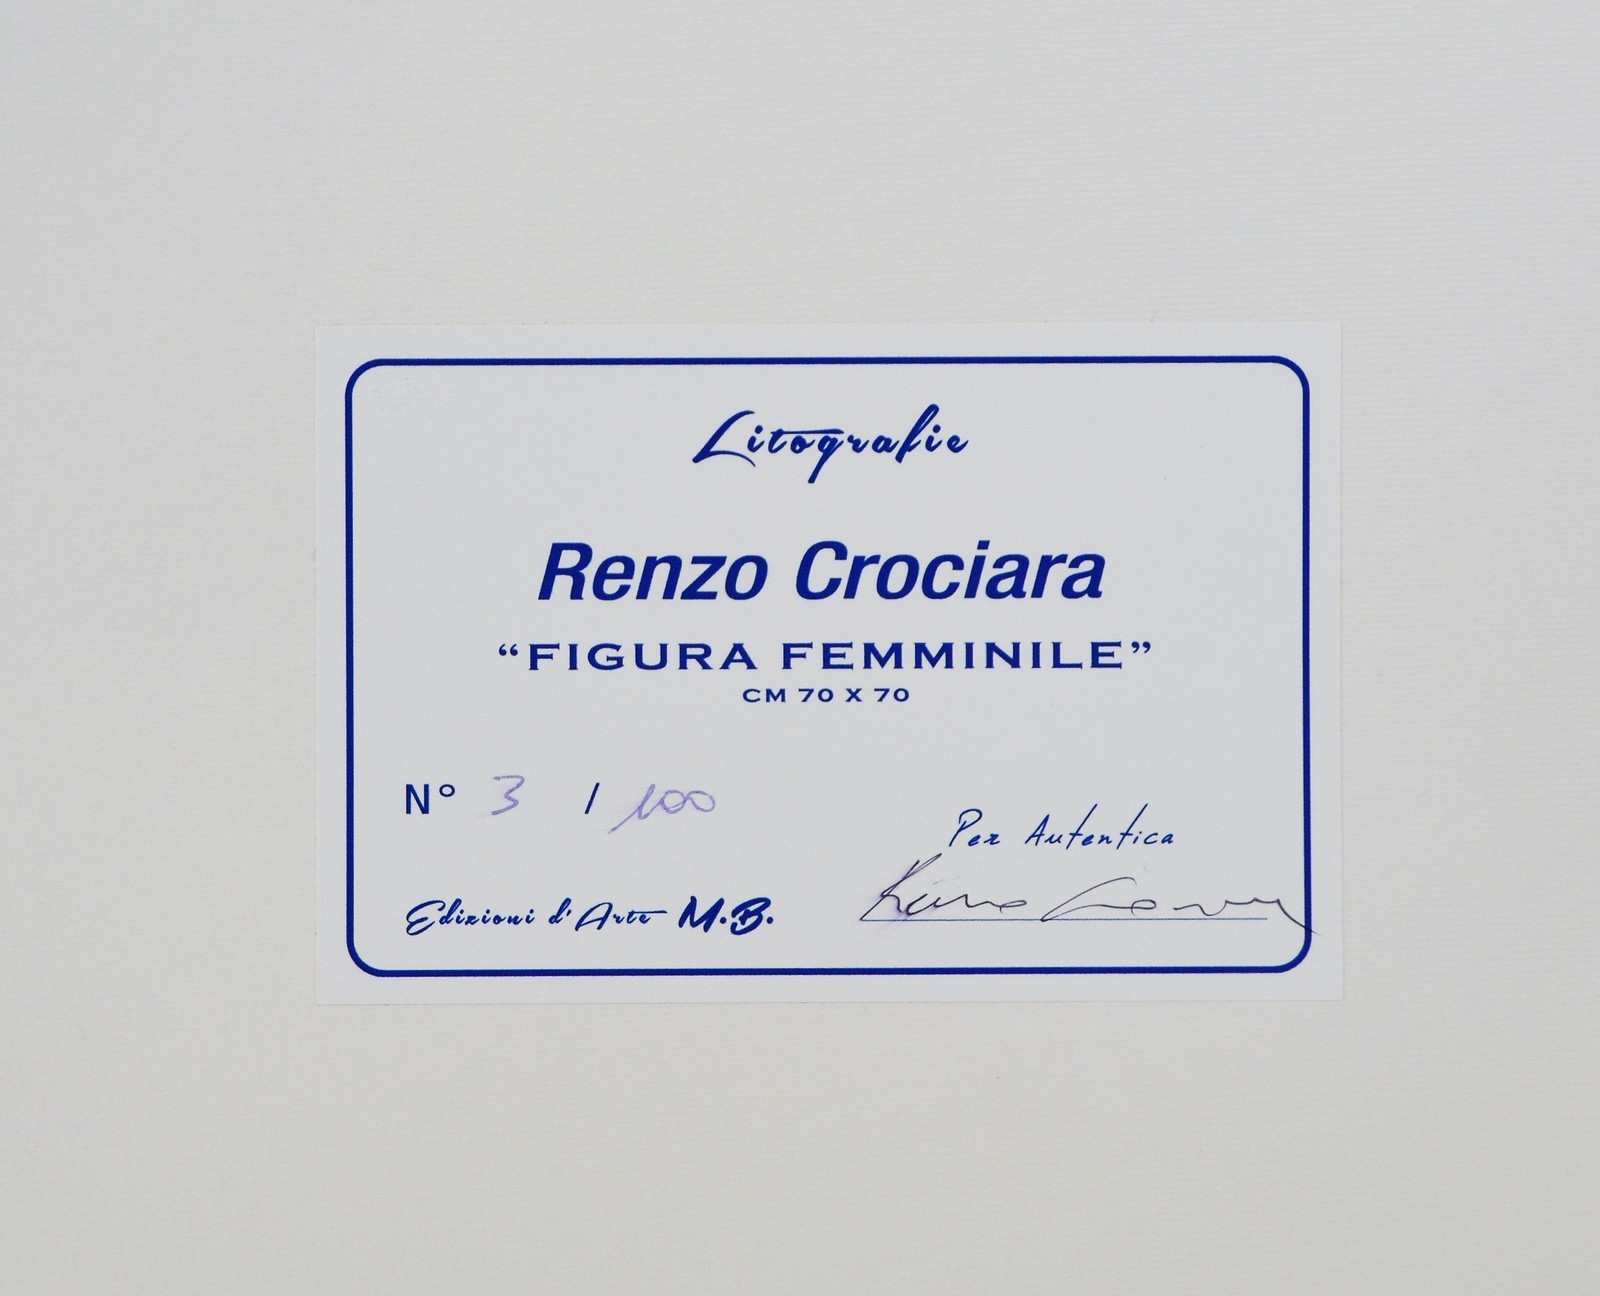 Litografie
Renzo Crociara
“FIGURA FEMMINILE”
CM 70 X 70
N° 3 / 100
Per Autentica
Edizioni d'Arte M.B.